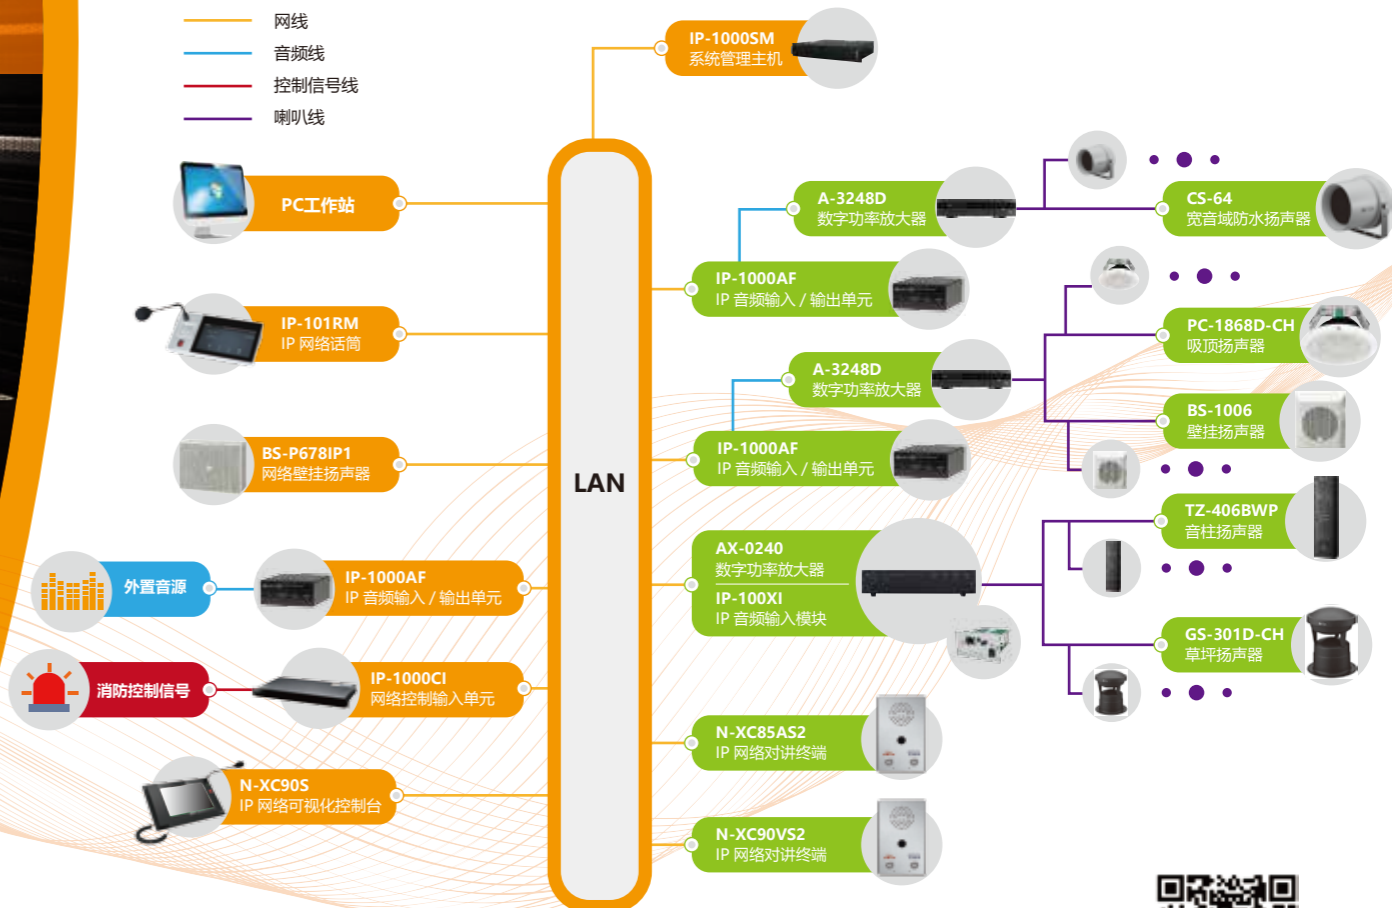 网线
音频线
控制信号线
喇叭线
IP-1000SM
系统管理主机
PC工作站
IP-101RM
IP 网络话筒
BS-P678IP1
网络壁挂扬声器
外置音源
IP-1000AF
IP 音频输入 / 输出单元
消防控制信号
IP-1000CI
网络控制输入单元
N-XC90S
IP 网络可视化控制台
LAN
A-3248D
数字功率放大器
CS-64
宽音域防水扬声器
IP-1000AF
IP 音频输入 / 输出单元
PC-1868D-CH
吸顶扬声器
A-3248D
数字功率放大器
BS-1006
壁挂扬声器
IP-1000AF
IP 音频输入 / 输出单元
TZ-406BWP
音柱扬声器
AX-0240
数字功率放大器
IP-100XI
IP 音频输入模块
GS-301D-CH
草坪扬声器
N-XC85AS2
IP 网络对讲终端
N-XC90VS2
IP 网络对讲终端